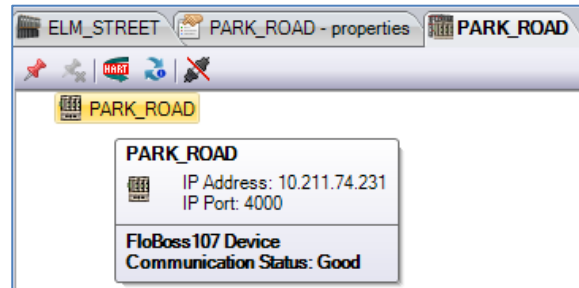 ELM_STREET PARK_ROAD - properties PARK_ROAD
HART
PARK_ROAD
PARK_ROAD
IP Address: 10.211.74.231
IP Port: 4000
FloBoss107 Device
Communication Status: Good